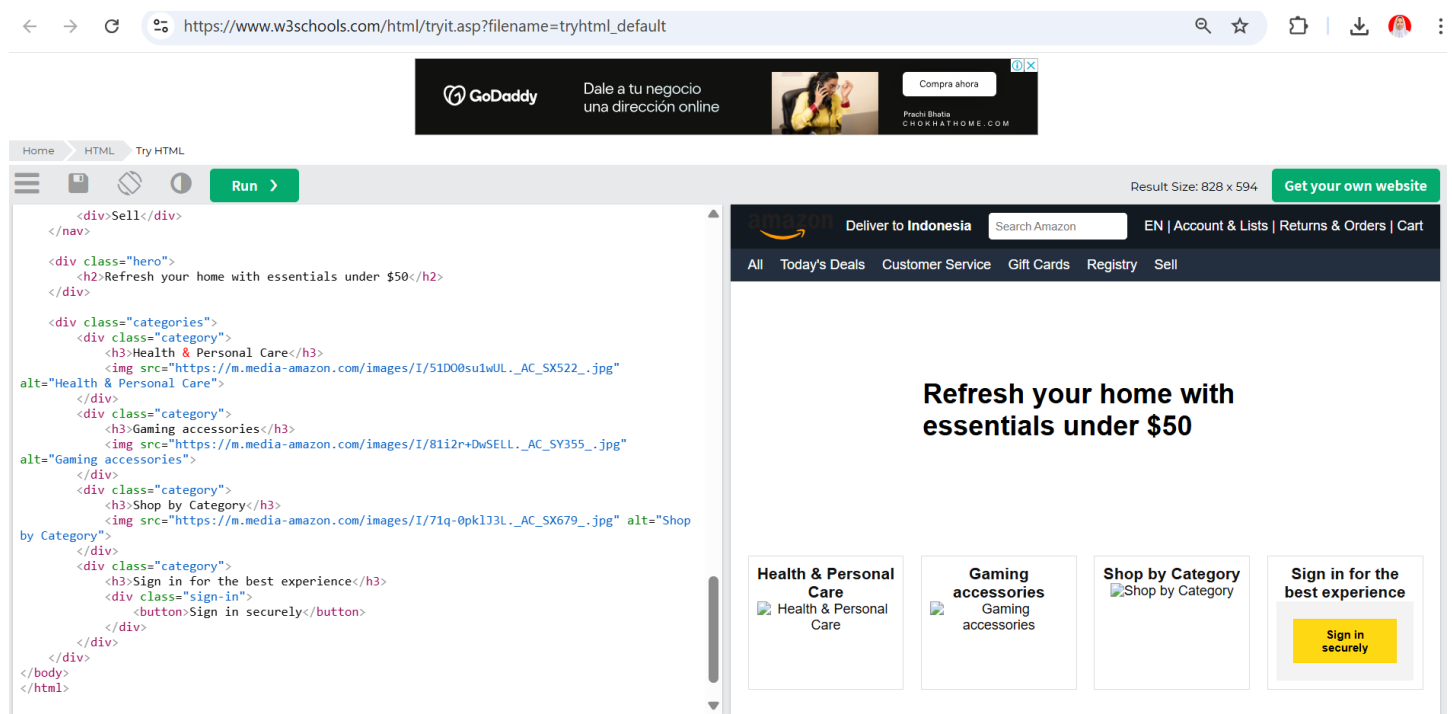 https://www.w3schools.com/html/tryit.asp?filename=tryhtml_default
GoDaddy
Dale a tu negocio
una dirección online
Compra ahora
Prachi Bhatia
CHOKHATHOME.COM
Home
HTML
Try HTML
Run ❯
Result Size: 828 x 594
Get your own website
<div>Sell</div>
</nav>
<div class="hero">
<h2>Refresh your home with essentials under $50</h2>
</div>
<div class="categories">
<div class="category">
<h3>Health & Personal Care</h3>
<img src="https://m.media-amazon.com/images/I/51DO0su1wUL._AC_SX522_.jpg"
alt="Health & Personal Care">
</div>
<div class="category">
<h3>Gaming accessories</h3>
<img src="https://m.media-amazon.com/images/I/81i2r+DwSELL._AC_SY355_.jpg"
alt="Gaming accessories">
</div>
<div class="category">
<h3>Shop by Category</h3>
<img src="https://m.media-amazon.com/images/I/71q-0pklJ3L._AC_SX679_.jpg" alt="Shop
by Category">
</div>
<div class="category">
<h3>Sign in for the best experience</h3>
<div class="sign-in">
<button>Sign in securely</button>
</div>
</div>
</div>
</body>
</html>
amazon
Deliver to Indonesia
Search Amazon
EN | Account & Lists | Returns & Orders | Cart
All Today's Deals Customer Service Gift Cards Registry Sell
Refresh your home with
essentials under $50
Health & Personal
Care
Health & Personal
Care
Gaming
accessories
Gaming
accessories
Shop by Category
Shop by Category
Sign in for the
best experience
Sign in
securely